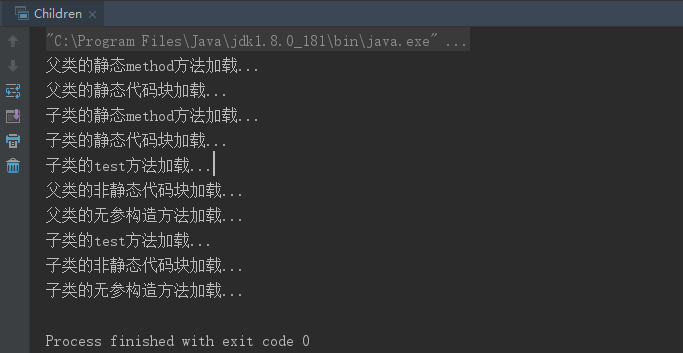 Children
"C:\Program Files\Java\jdk1.8.0_181\bin\java.exe" ...
父类的静态method方法加载...
父类的静态代码块加载...
子类的静态method方法加载...
子类的静态代码块加载...
子类的test方法加载...
父类的非静态代码块加载...
父类的无参构造方法加载...
子类的test方法加载...
子类的非静态代码块加载...
子类的无参构造方法加载...
Process finished with exit code 0